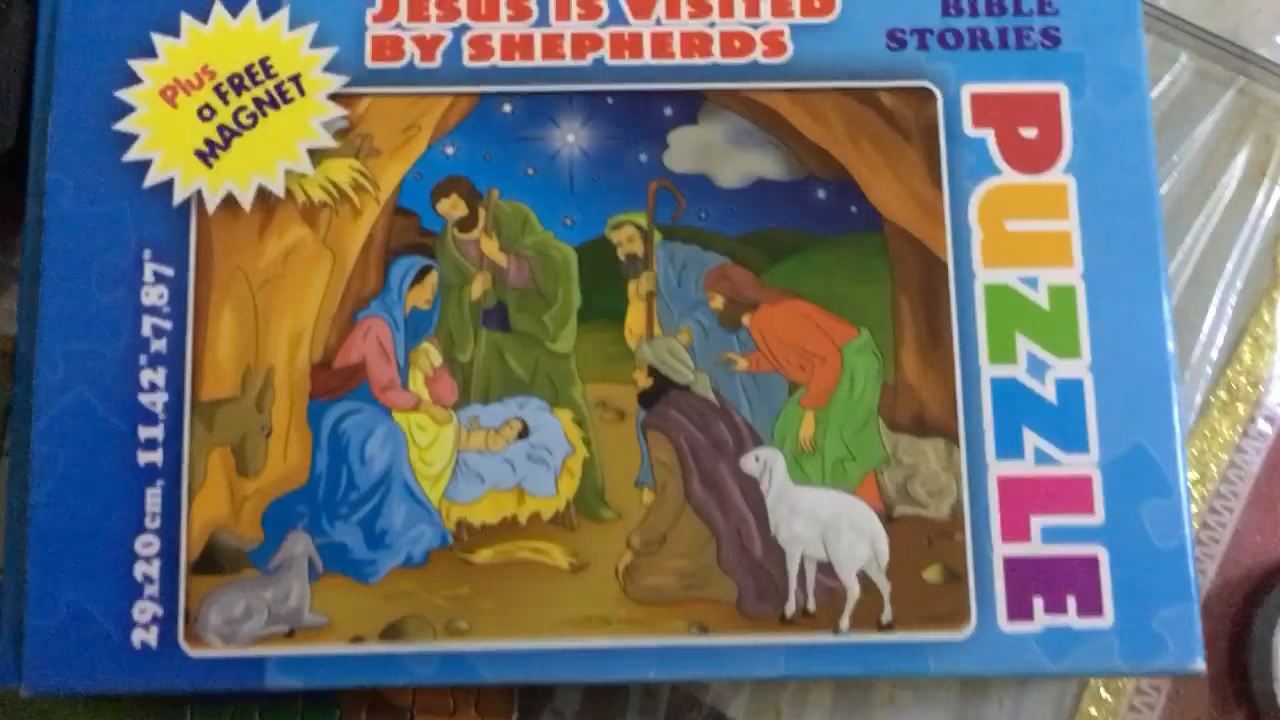 JESUS IS VISITED
BY SHEPHERDS
BIBLE
STORIES
Plus
a FREE
MAGNET
PUZZLE
29x20cm, 11.42"x7.87"